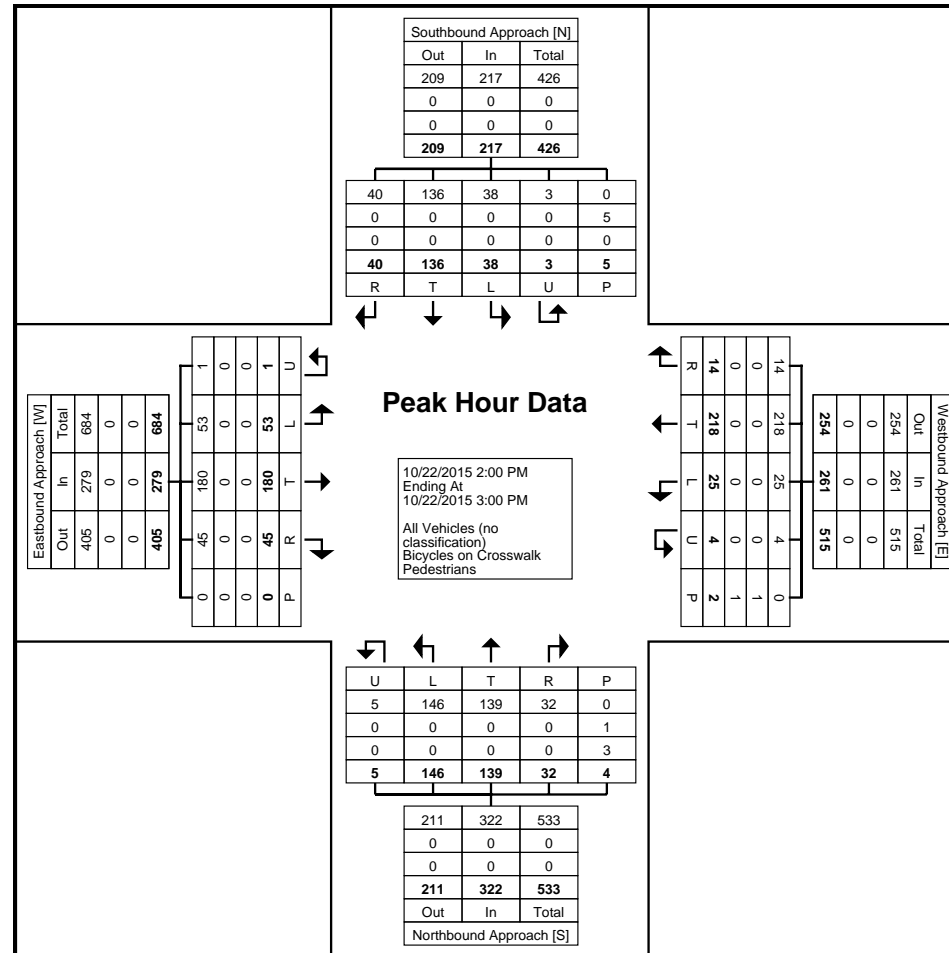 Southbound Approach [N]
Out In Total
209 217 426
0 0 0
0 0 0
209 217 426
40 136 38 3 0
0 0 0 0 5
0 0 0 0 0
40 136 38 3 5
R T L U P
Eastbound Approach [W]
Total In Out
684 279 405
0 0 0
0 0 0
684 279 405
1 53 180 45 0
0 0 0 0 0
0 0 0 0 0
1 53 180 45 0
U L T R P
Peak Hour Data
10/22/2015 2:00 PM
Ending At
10/22/2015 3:00 PM
All Vehicles (no
classification)
Bicycles on Crosswalk
Pedestrians
Westbound Approach [E]
Out In Total
254 261 515
0 0 0
0 0 0
254 261 515
14 218 25 4 0
0 0 0 0 1
0 0 0 0 1
14 218 25 4 2
R T L U P
U L T R P
5 146 139 32 0
0 0 0 0 1
0 0 0 0 3
5 146 139 32 4
211 322 533
0 0 0
0 0 0
211 322 533
Out In Total
Northbound Approach [S]